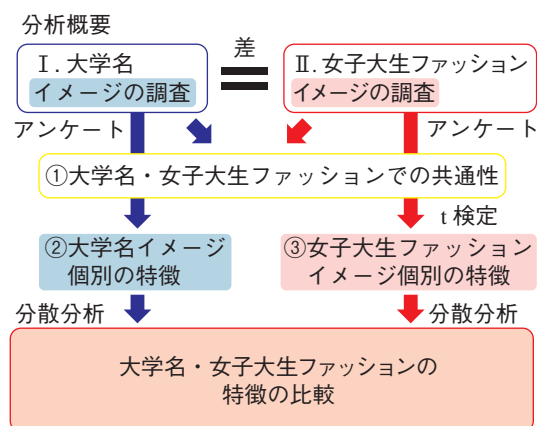 分析概要
Ⅰ. 大学名
イメージの調査
差
Ⅱ. 女子大生ファッション
イメージの調査
アンケート
アンケート
①大学名・女子大生ファッションでの共通性
t 検定
②大学名イメージ
個別の特徴
③女子大生ファッション
イメージ個別の特徴
分散分析
分散分析
大学名・女子大生ファッションの
特徴の比較